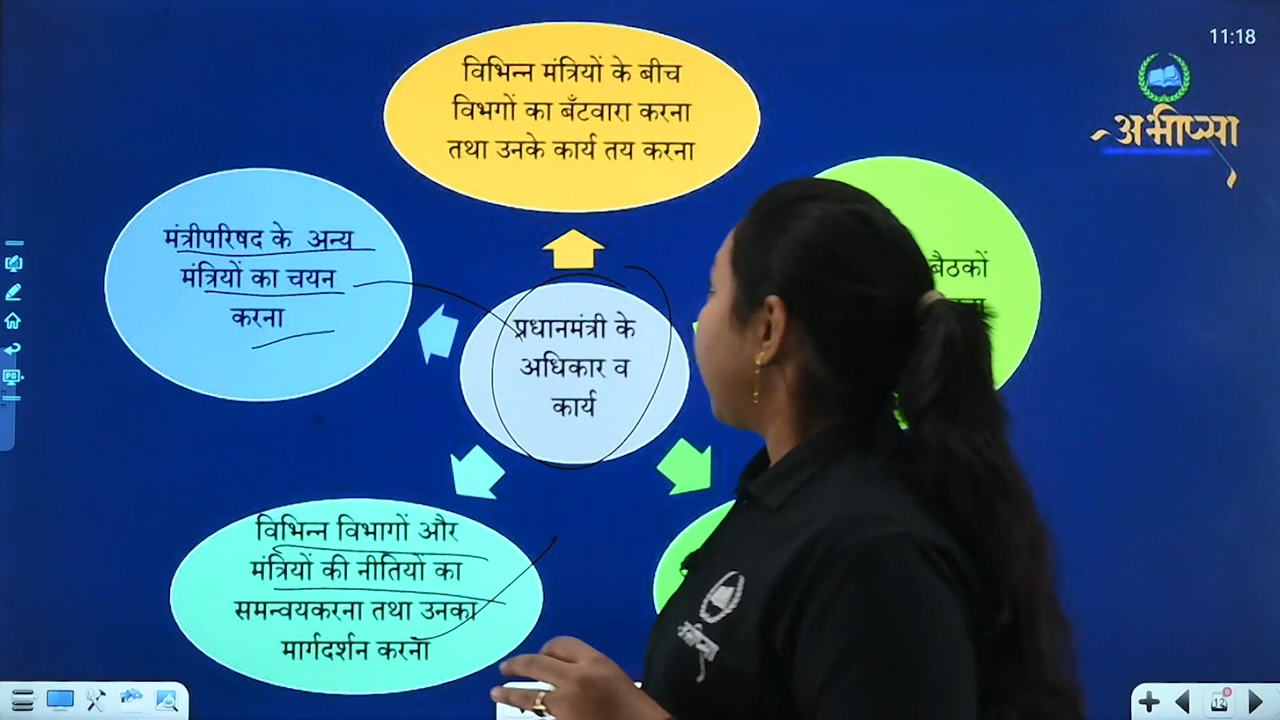 11:18
अभीप्सा
विभिन्न मंत्रियों के बीच
विभगों का बँटवारा करना
तथा उनके कार्य तय करना
मंत्रीपरिषद के अन्य
मंत्रियों का चयन
करना
प्रधानमंत्री के
अधिकार व
कार्य
बैठकों
विभिन्न विभागों और
मंत्रियों की नीतियों का
समन्वयकरना तथा उनका
मार्गदर्शन करना
12